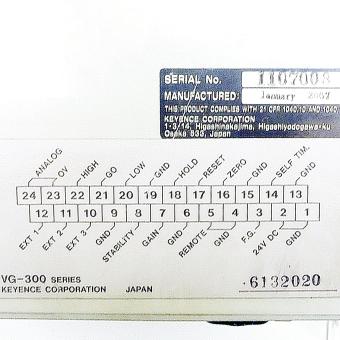 SERIAL No. 1107008
MANUFACTURED: January 2007
THIS PRODUCT COMPLIES WITH 21 CFR 1040.10 AND 1040.
KEYENCE CORPORATION
1-3/14, Higashinakajima, Higashiyodogawa-ku
Osaka 533, Japan
ANALOG 0V HIGH GO LOW GND HOLD RESET ZERO GND SELF TIM. GND
24 23 22 21 20 19 18 17 16 15 14 13
12 11 10 9 8 7 6 5 4 3 2 1
EXT 1 EXT 2 EXT 3 GND STABILITY GAIN GND REMOTE GND F.G. 24V DC GND
VG-300 SERIES
KEYENCE CORPORATION JAPAN
6132020